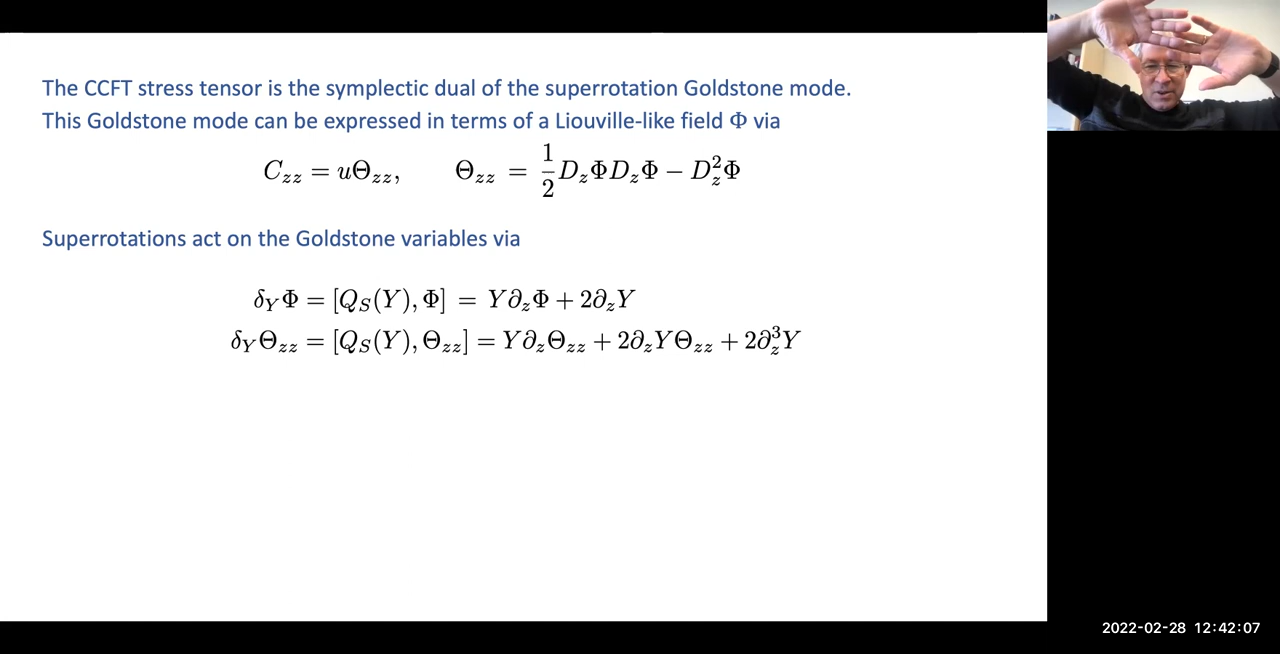 The CCFT stress tensor is the symplectic dual of the superrotation Goldstone mode.
This Goldstone mode can be expressed in terms of a Liouville-like field Φ via
C_{zz} = uΘ_{zz},   Θ_{zz} = \frac{1}{2} D_zΦD_zΦ − D_z^2Φ
Superrotations act on the Goldstone variables via
δ_YΦ = [Q_S(Y), Φ] = Y∂_zΦ + 2∂_zY
δ_YΘ_{zz} = [Q_S(Y), Θ_{zz}] = Y∂_zΘ_{zz} + 2∂_zYΘ_{zz} + 2∂_z^3Y
2022-02-28 12:42:07